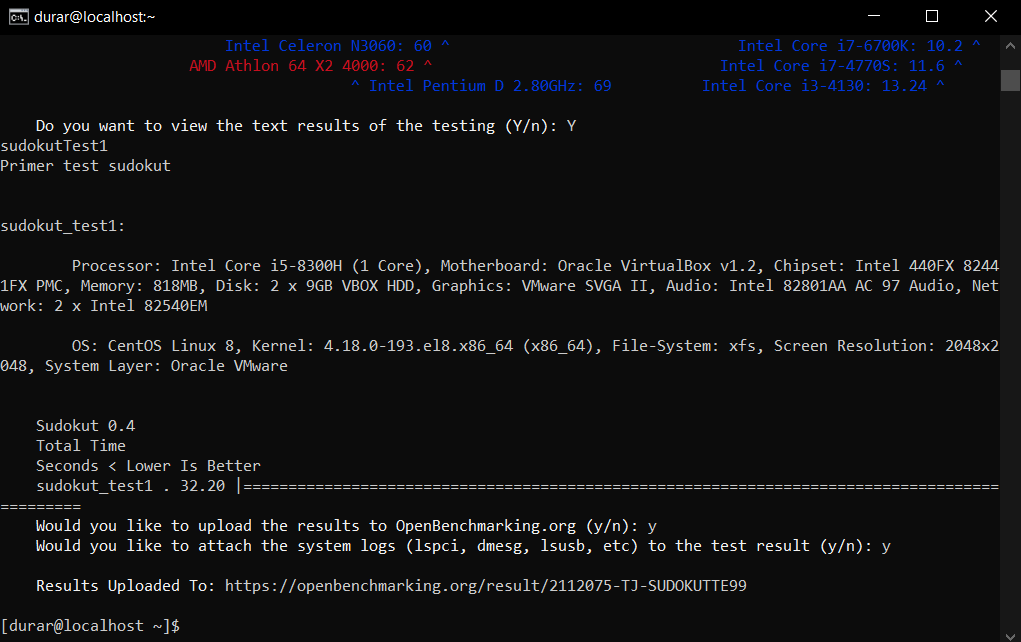 durar@localhost:~
Intel Celeron N3060: 60 ^ Intel Core i7-6700K: 10.2 ^
AMD Athlon 64 X2 4000: 62 ^ Intel Core i7-4770S: 11.6 ^
^ Intel Pentium D 2.80GHz: 69 Intel Core i3-4130: 13.24 ^
Do you want to view the text results of the testing (Y/n): Y
sudokutTest1
Primer test sudokut
sudokut_test1:
Processor: Intel Core i5-8300H (1 Core), Motherboard: Oracle VirtualBox v1.2, Chipset: Intel 440FX 8244
1FX PMC, Memory: 818MB, Disk: 2 x 9GB VBOX HDD, Graphics: VMware SVGA II, Audio: Intel 82801AA AC 97 Audio, Net
work: 2 x Intel 82540EM
OS: CentOS Linux 8, Kernel: 4.18.0-193.el8.x86_64 (x86_64), File-System: xfs, Screen Resolution: 2048x2
048, System Layer: Oracle VMware
Sudokut 0.4
Total Time
Seconds < Lower Is Better
sudokut_test1 . 32.20 |====================================================================================
=========
Would you like to upload the results to OpenBenchmarking.org (y/n): y
Would you like to attach the system logs (lspci, dmesg, lsusb, etc) to the test result (y/n): y
Results Uploaded To: https://openbenchmarking.org/result/2112075-TJ-SUDOKUTTE99
[durar@localhost ~]$